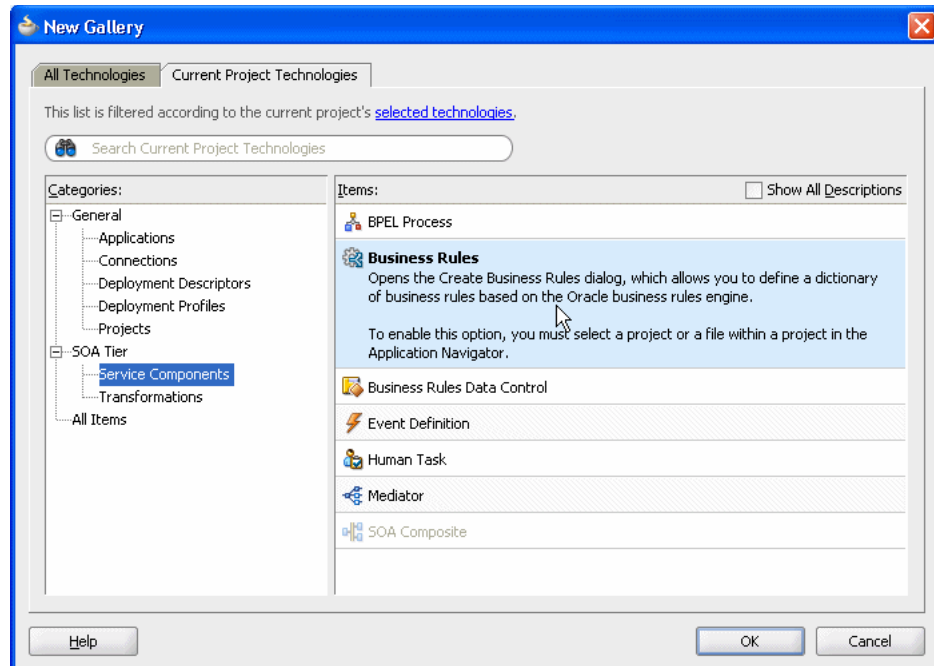 New Gallery
All Technologies
Current Project Technologies
This list is filtered according to the current project's selected technologies.
Search Current Project Technologies
Categories:
General
Applications
Connections
Deployment Descriptors
Deployment Profiles
Projects
SOA Tier
Service Components
Transformations
All Items
Items:
Show All Descriptions
BPEL Process
Business Rules
Opens the Create Business Rules dialog, which allows you to define a dictionary
of business rules based on the Oracle business rules engine.
To enable this option, you must select a project or a file within a project in the
Application Navigator.
Business Rules Data Control
Event Definition
Human Task
Mediator
SOA Composite
Help
OK
Cancel